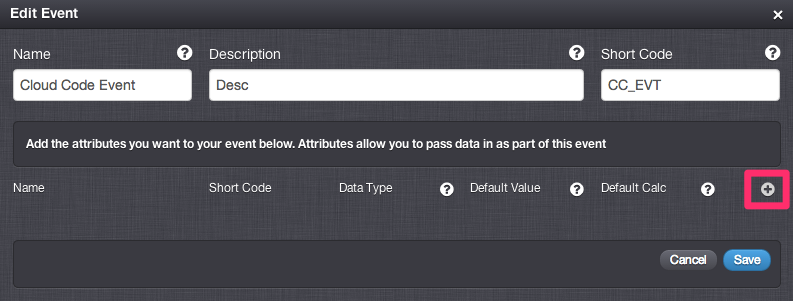 Edit Event ×
Name ? Description ? Short Code ?
Cloud Code Event Desc CC_EVT
Add the attributes you want to your event below. Attributes allow you to pass data in as part of this event
Name Short Code Data Type ? Default Value ? Default Calc ? +
Cancel Save